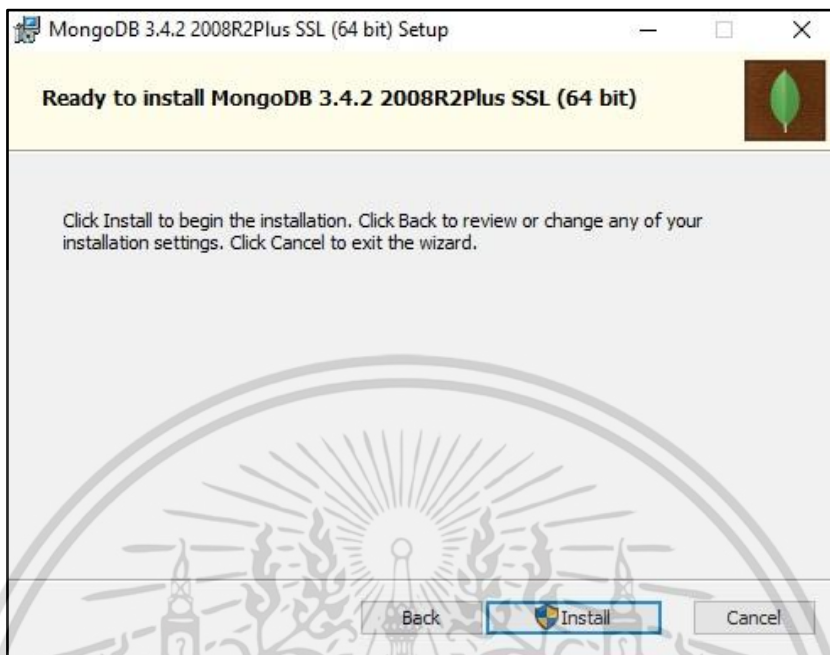 MongoDB 3.4.2 2008R2Plus SSL (64 bit) Setup
Ready to install MongoDB 3.4.2 2008R2Plus SSL (64 bit)
Click Install to begin the installation. Click Back to review or change any of your
installation settings. Click Cancel to exit the wizard.
Back
Install
Cancel